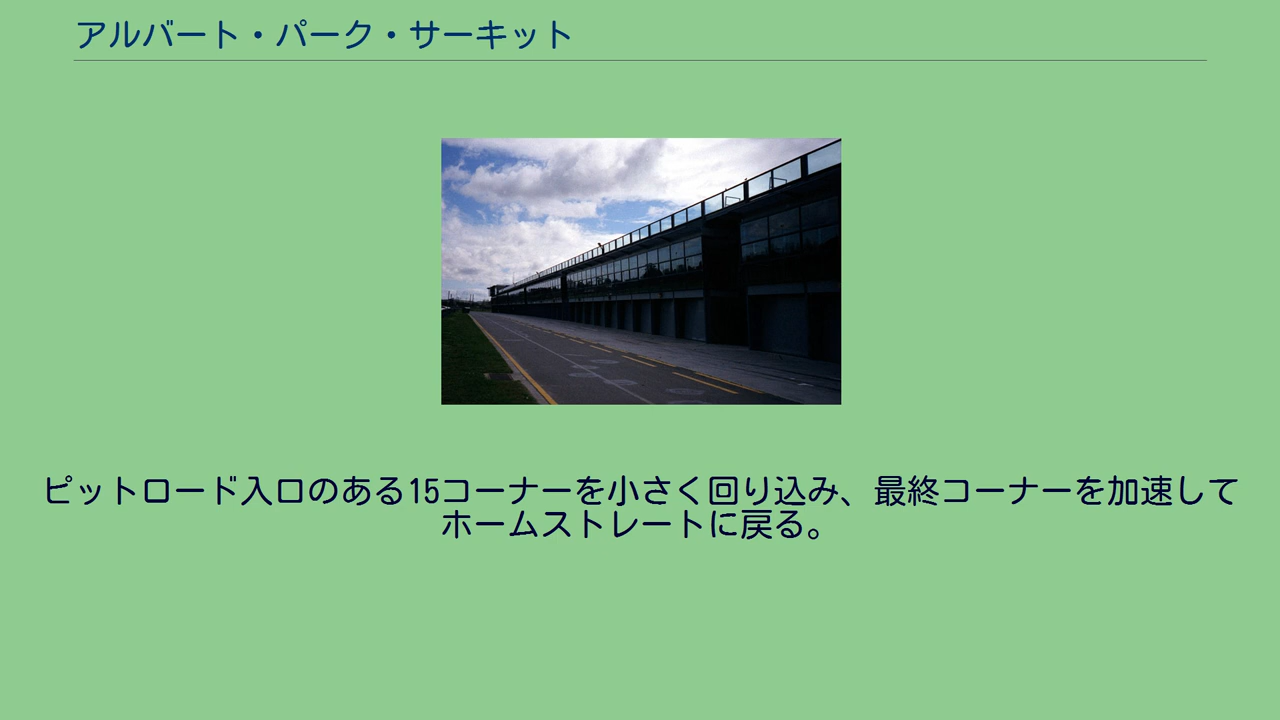 アルバート・パーク・サーキット
ピットロード入口のある15コーナーを小さく回り込み、最終コーナーを加速して
ホームストレートに戻る。